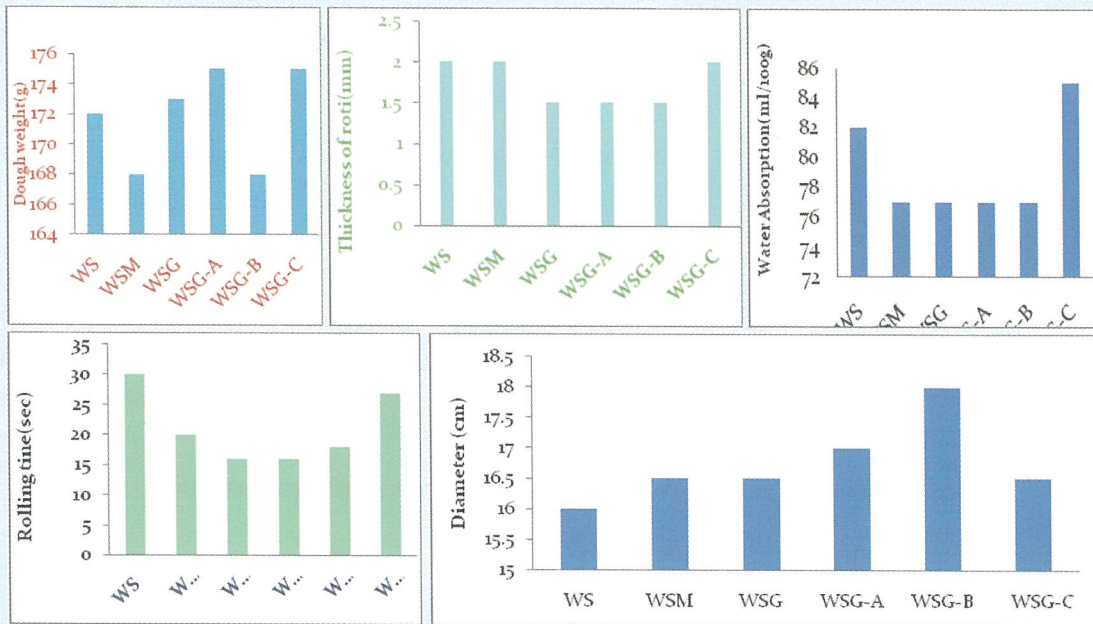 Dough weight(g)
176
174
172
170
168
166
164
WS
WSM
WSG
WSG-A
WSG-B
WSG-C
Thickness of roti(mm)
2.5
2
1.5
1
0.5
0
WS
WSM
WSG
WSG-A
WSG-B
WSG-C
Water Absorption(ml/100g)
86
84
82
80
78
76
74
72
WS
SM
SG
-A
-B
-C
Rolling tine(sec)
35
30
25
20
15
10
5
0
WS
W...
W...
W...
W...
W...
Diameter (cm)
18.5
18
17.5
17
16.5
16
15.5
15
WS
WSM
WSG
WSG-A
WSG-B
WSG-C